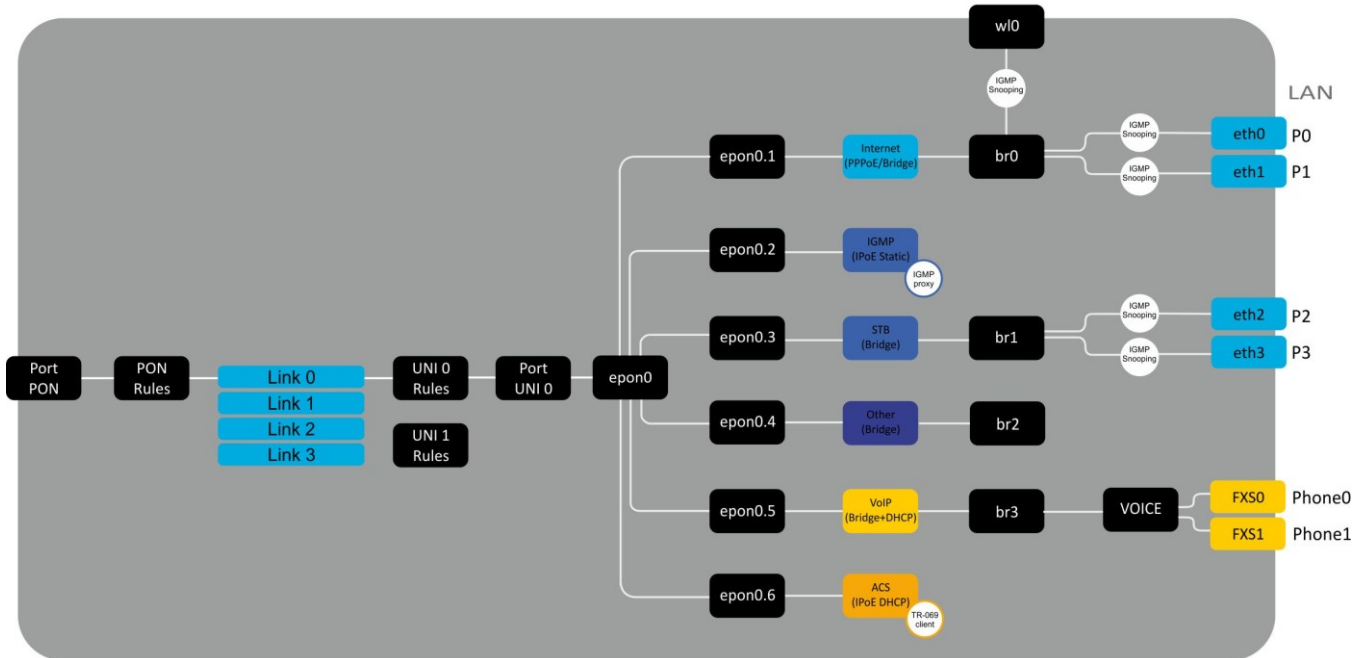 wl0
IGMP
Snooping
LAN
epon0.1
Internet
(PPPoE/Bridge)
br0
IGMP
Snooping
eth0
P0
IGMP
Snooping
eth1
P1
epon0.2
IGMP
(IPoE Static)
IGMP
proxy
epon0.3
STB
(Bridge)
br1
IGMP
Snooping
eth2
P2
IGMP
Snooping
eth3
P3
Port
PON
PON
Rules
Link 0
Link 1
Link 2
Link 3
UNI 0
Rules
UNI 1
Rules
Port
UNI 0
epon0
epon0.4
Other
(Bridge)
br2
epon0.5
VoIP
(Bridge+DHCP)
br3
VOICE
FXS0
Phone0
FXS1
Phone1
epon0.6
ACS
(IPoE DHCP)
TR-069
client